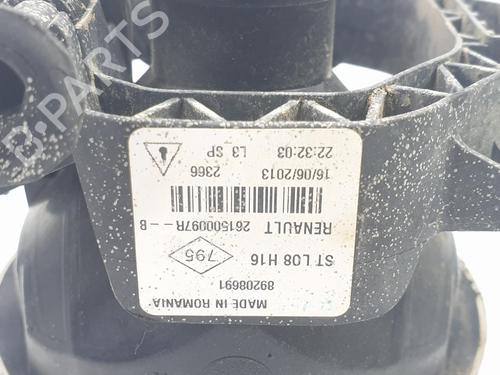 MADE IN ROMANIA
89208691
795 ST L08 H16
RENAULT 261500097R--B
2366 16/06/2013
L3 SP 22:32:03
B-PARTS